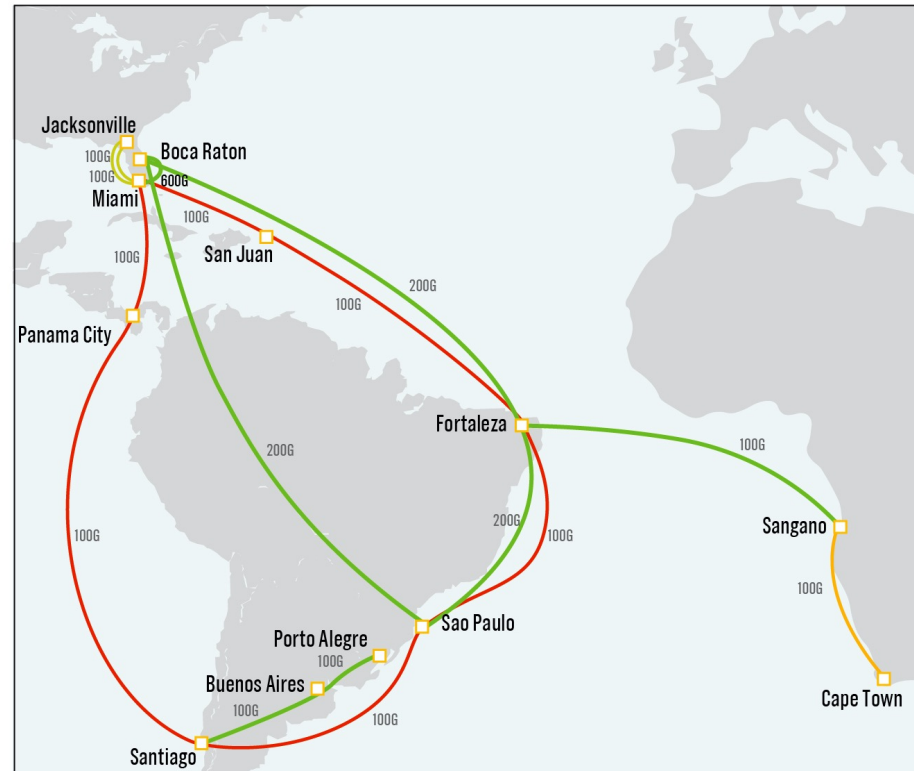 Jacksonville
100G
Boca Raton
100G
600G
Miami
100G
San Juan
100G
100G
200G
Panama City
Fortaleza
200G
100G
200G
100G
Sangano
100G
100G
Sao Paulo
Porto Alegre
100G
Buenos Aires
100G
100G
Cape Town
Santiago